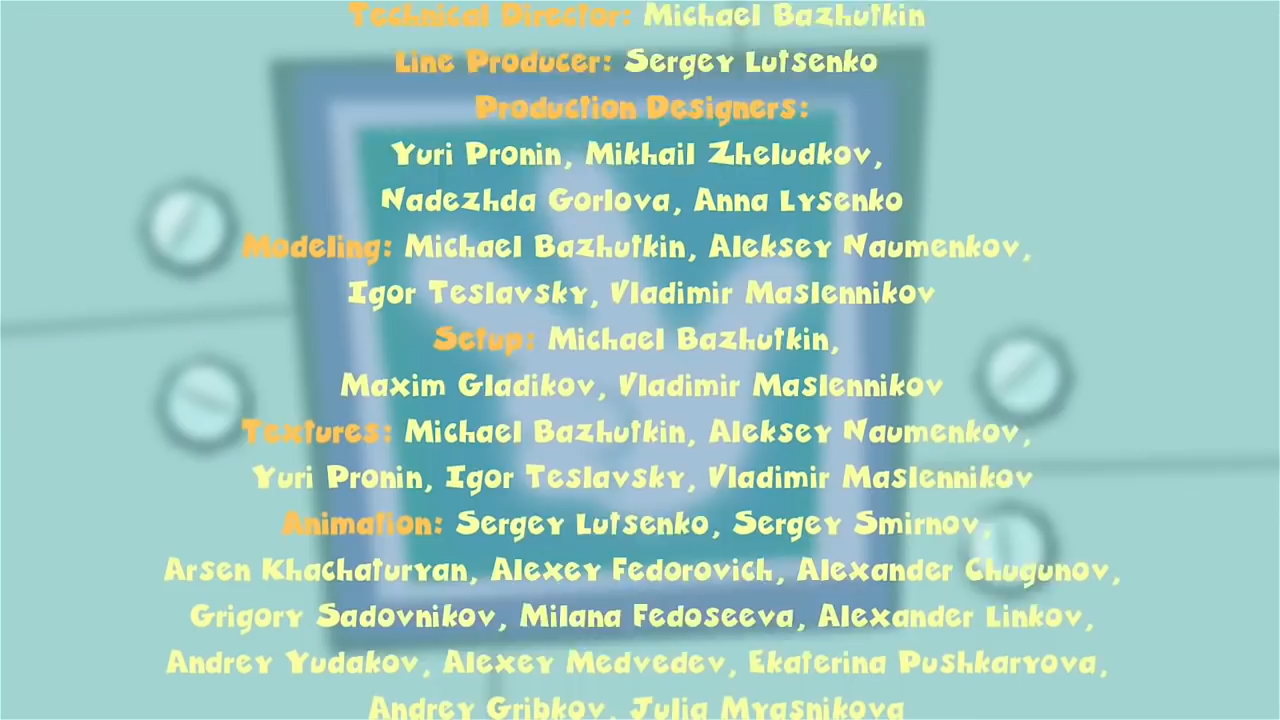 Technical Director: Michael Bazhutkin
Line Producer: Sergey Lutsenko
Production Designers:
Yuri Pronin, Mikhail Zheludkov,
Nadezhda Gorlova, Anna Lysenko
Modeling: Michael Bazhutkin, Aleksey Naumenkov,
Igor Teslavsky, Vladimir Maslennikov
Setup: Michael Bazhutkin,
Maxim Gladikov, Vladimir Maslennikov
Textures: Michael Bazhutkin, Aleksey Naumenkov,
Yuri Pronin, Igor Teslavsky, Vladimir Maslennikov
Animation: Sergey Lutsenko, Sergey Smirnov,
Arsen Khachaturyan, Alexey Fedorovich, Alexander Chugunov,
Grigory Sadovnikov, Milana Fedoseeva, Alexander Linkov,
Andrey Yudakov, Alexey Medvedev, Ekaterina Pushkaryova,
Andrey Gribkov, Julia Myasnikova